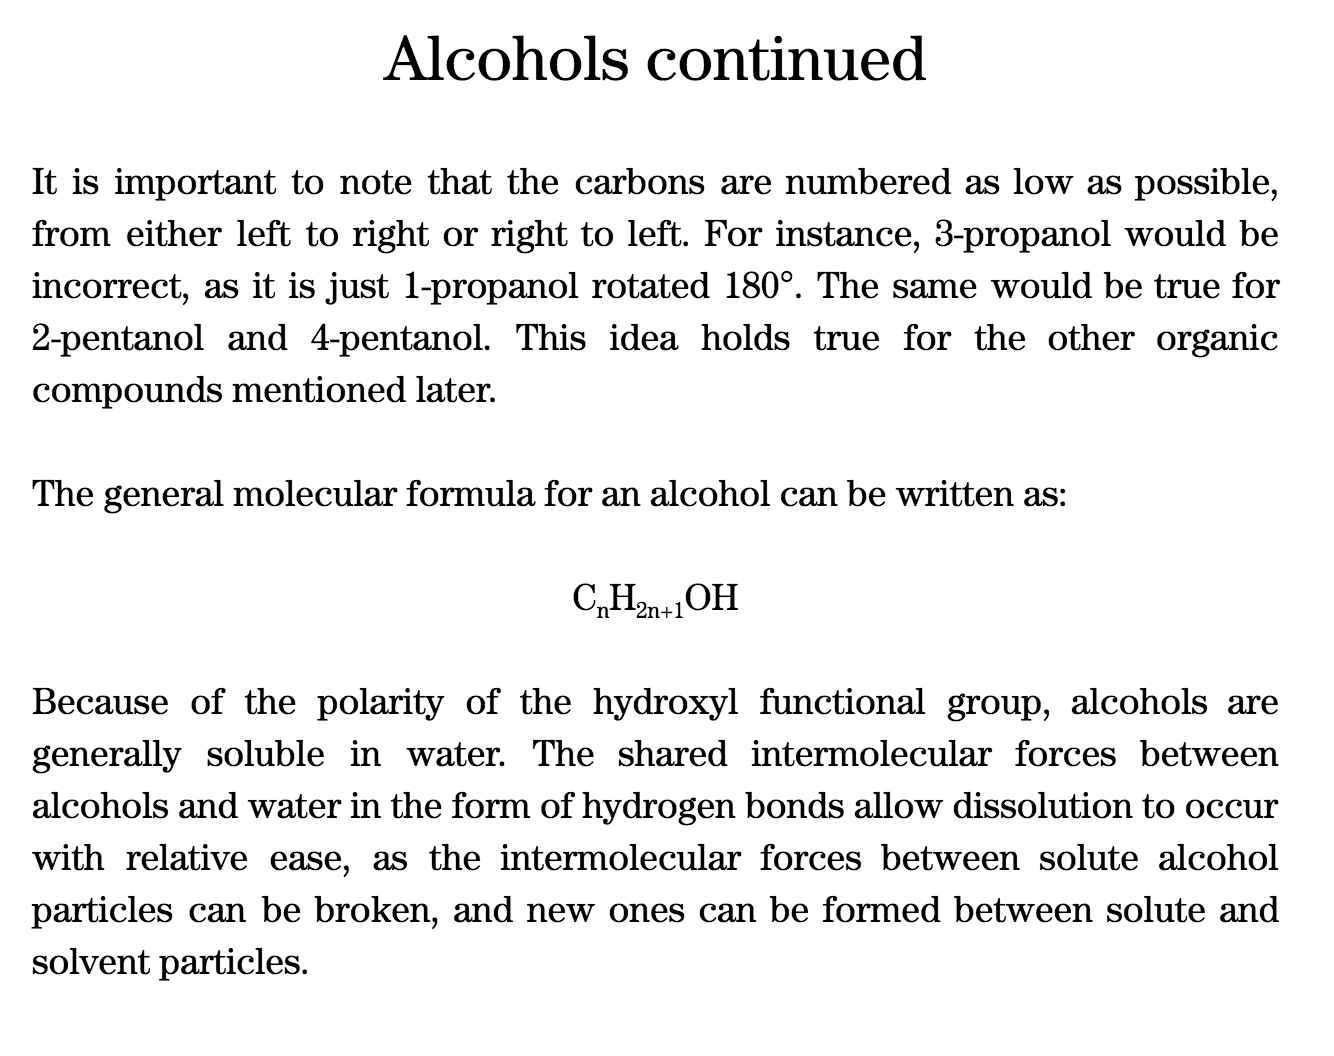 Alcohols continued
It is important to note that the carbons are numbered as low as possible,
from either left to right or right to left. For instance, 3-propanol would be
incorrect, as it is just 1-propanol rotated 180°. The same would be true for
2-pentanol and 4-pentanol. This idea holds true for the other organic
compounds mentioned later.
The general molecular formula for an alcohol can be written as:
CₙH₂ₙ₊₁OH
Because of the polarity of the hydroxyl functional group, alcohols are
generally soluble in water. The shared intermolecular forces between
alcohols and water in the form of hydrogen bonds allow dissolution to occur
with relative ease, as the intermolecular forces between solute alcohol
particles can be broken, and new ones can be formed between solute and
solvent particles.